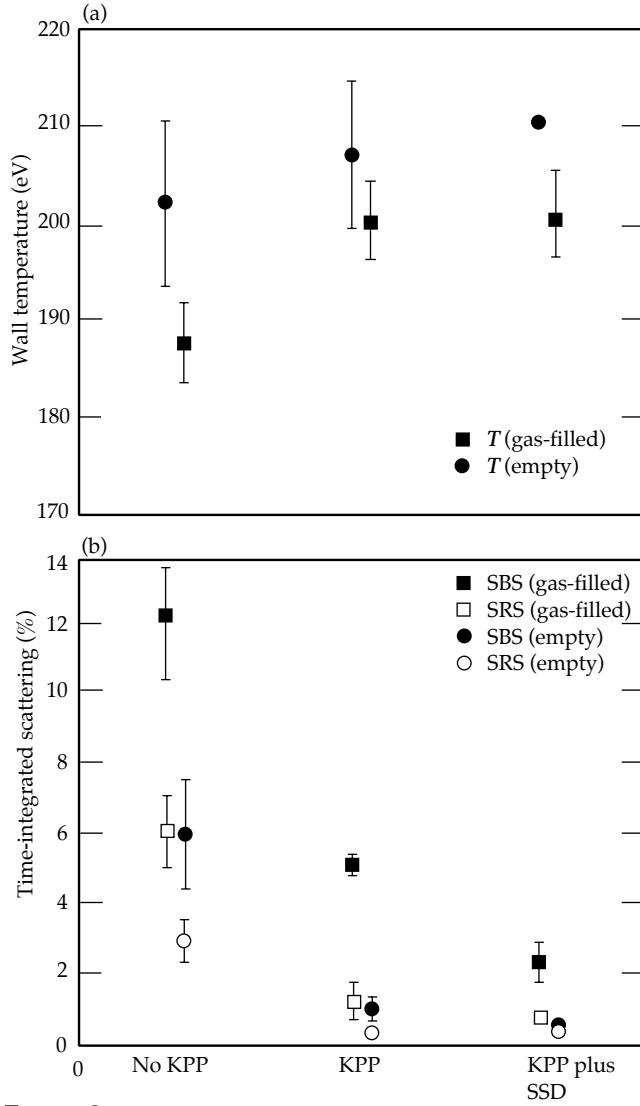 (a)
220
210
200
190
180
170
Wall temperature (eV)
T (gas-filled)
T (empty)
(b)
14
12
10
8
6
4
2
0
Time-integrated scattering (%)
SBS (gas-filled)
SRS (gas-filled)
SBS (empty)
SRS (empty)
0
No KPP
KPP
KPP plus
SSD